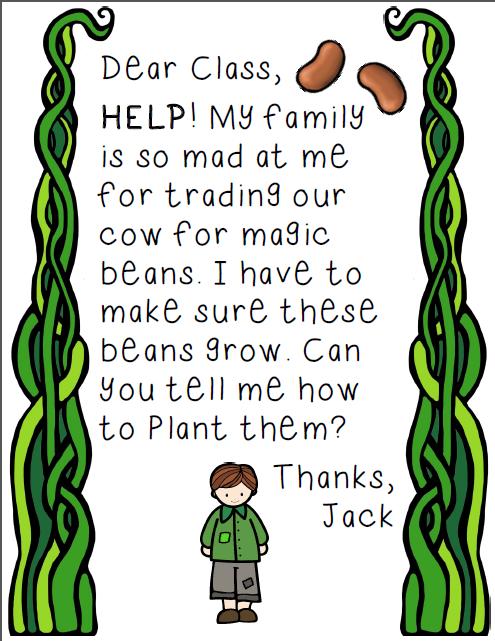 Dear Class,
HELP! My family
is so mad at me
for trading our
cow for magic
beans. I have to
make sure these
beans grow. Can
you tell me how
to Plant them?
Thanks,
Jack